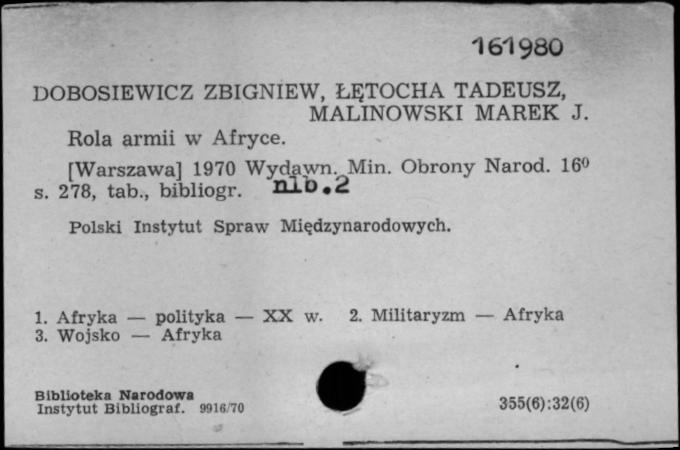 161980
DOBOSIEWICZ ZBIGNIEW, ŁĘTOCHA TADEUSZ,
MALINOWSKI MAREK J.
Rola armii w Afryce.
[Warszawa] 1970 Wydawn. Min. Obrony Narod. 16⁰
s. 278, tab., bibliogr. nlb.2
Polski Instytut Spraw Międzynarodowych.
1. Afryka — polityka — XX w. 2. Militaryzm — Afryka
3. Wojsko — Afryka
Biblioteka Narodowa
Instytut Bibliograf. 9916/70
355(6):32(6)